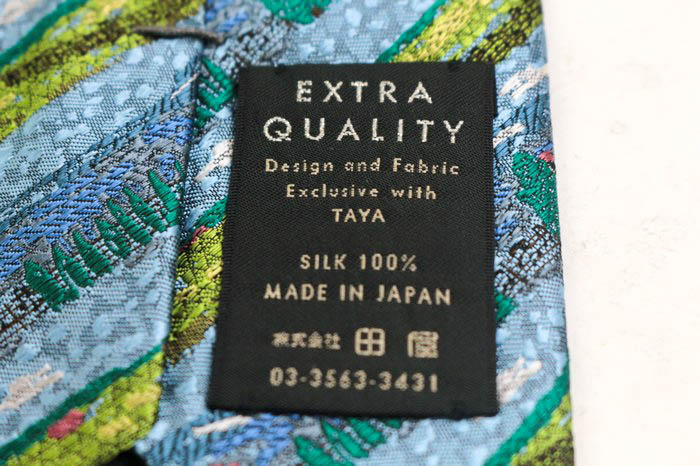 EXTRA
QUALITY
Design and Fabric
Exclusive with
TAYA
SILK 100%
MADE IN JAPAN
株式会社 田屋
03-3563-3431